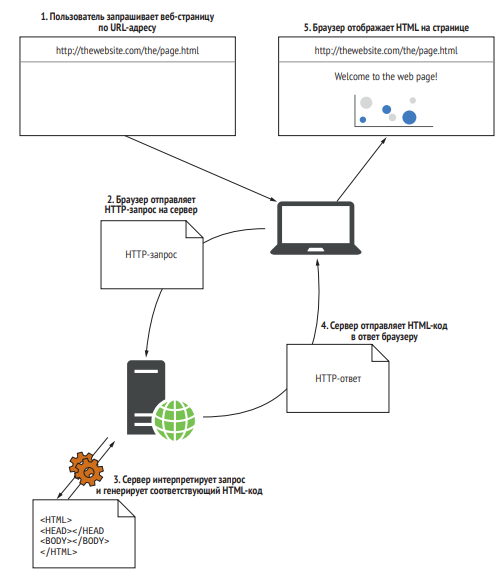 1. Пользователь запрашивает веб-страницу
по URL-адресу
http://thewebsite.com/the/page.html
5. Браузер отображает HTML на странице
http://thewebsite.com/the/page.html
Welcome to the web page!
2. Браузер отправляет
HTTP-запрос на сервер
HTTP-запрос
4. Сервер отправляет HTML-код
в ответ браузеру
HTTP-ответ
3. Сервер интерпретирует запрос
и генерирует соответствующий HTML-код
<HTML>
<HEAD></HEAD
<BODY></BODY>
</HTML>